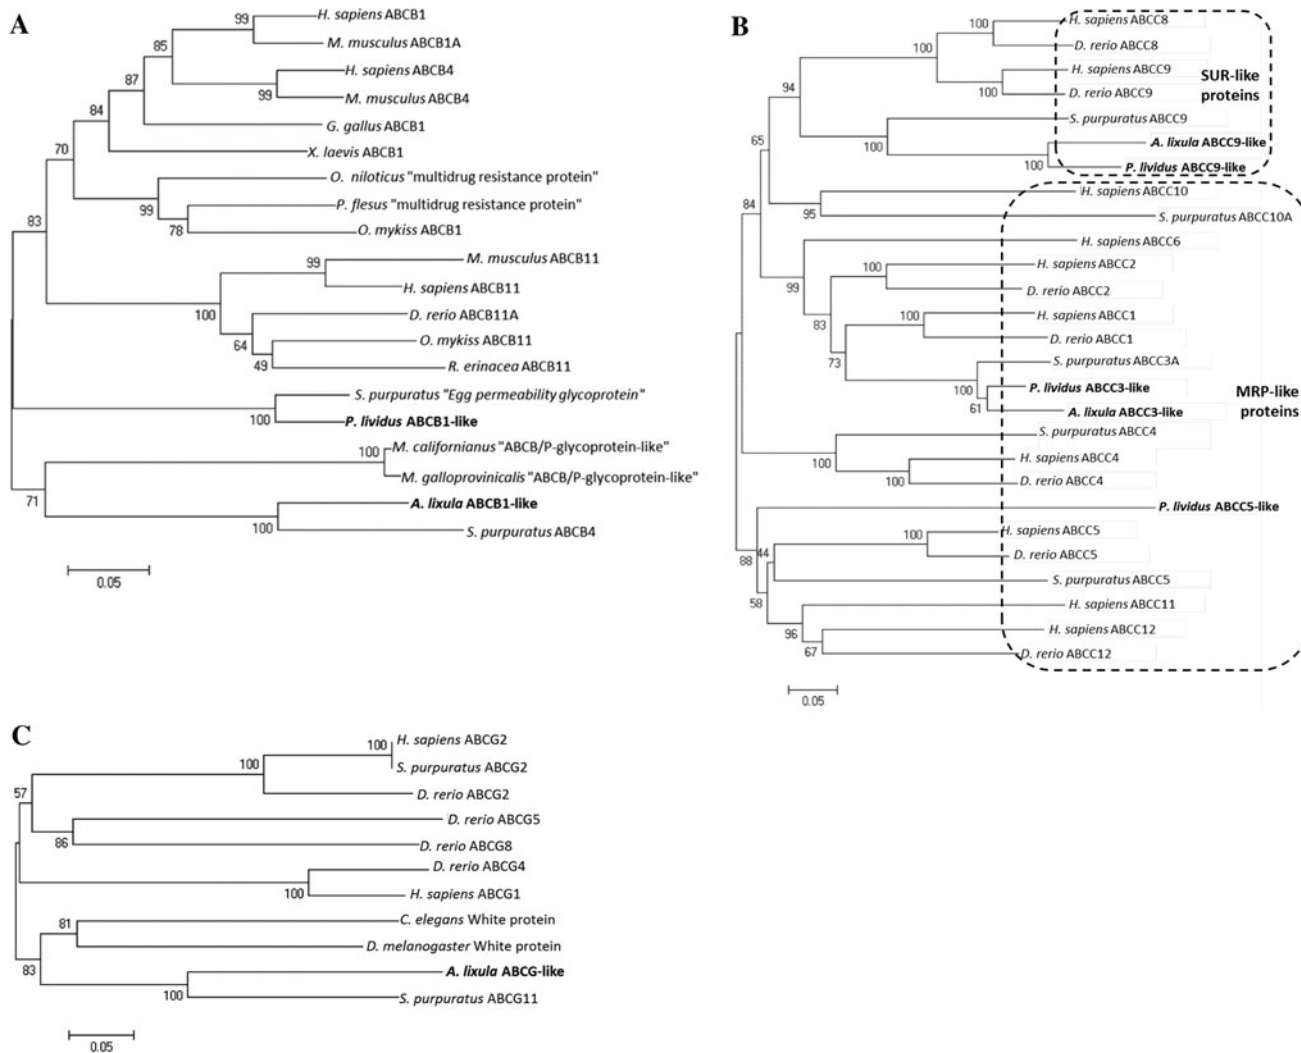 A
99
H. sapiens ABCB1
M. musculus ABCB1A
85
H. sapiens ABCB4
99
M. musculus ABCB4
87
G. gallus ABCB1
84
X. laevis ABCB1
70
O. niloticus "multidrug resistance protein"
99
P. flesus "multidrug resistance protein"
78
O. mykiss ABCB1
83
99
M. musculus ABCB11
H. sapiens ABCB11
100
D. rerio ABCB11A
64
O. mykiss ABCB11
49
R. erinacea ABCB11
S. purpuratus "Egg permeability glycoprotein"
100
P. lividus ABCB1-like
100
M. californianus "ABCB/P-glycoprotein-like"
M. galloprovinicalis "ABCB/P-glycoprotein-like"
71
A. lixula ABCB1-like
100
S. purpuratus ABCB4
0.05
B
100
H. sapiens ABCC8
D. rerio ABCC8
100
H. sapiens ABCC9
100
D. rerio ABCC9
SUR-like
proteins
94
S. purpuratus ABCC9
100
A. lixula ABCC9-like
100
P. lividus ABCC9-like
65
H. sapiens ABCC10
95
S. purpuratus ABCC10A
84
H. sapiens ABCC6
99
100
H. sapiens ABCC2
D. rerio ABCC2
83
100
H. sapiens ABCC1
D. rerio ABCC1
73
S. purpuratus ABCC3A
100
P. lividus ABCC3-like
61
A. lixula ABCC3-like
MRP-like
proteins
S. purpuratus ABCC4
100
H. sapiens ABCC4
100
D. rerio ABCC4
P. lividus ABCC5-like
88
100
H. sapiens ABCC5
D. rerio ABCC5
44
S. purpuratus ABCC5
58
H. sapiens ABCC11
96
H. sapiens ABCC12
67
D. rerio ABCC12
0.05
C
100
H. sapiens ABCG2
S. purpuratus ABCG2
100
D. rerio ABCG2
57
D. rerio ABCG5
86
D. rerio ABCG8
D. rerio ABCG4
100
H. sapiens ABCG1
81
C. elegans White protein
D. melanogaster White protein
83
A. lixula ABCG-like
100
S. purpuratus ABCG11
0.05